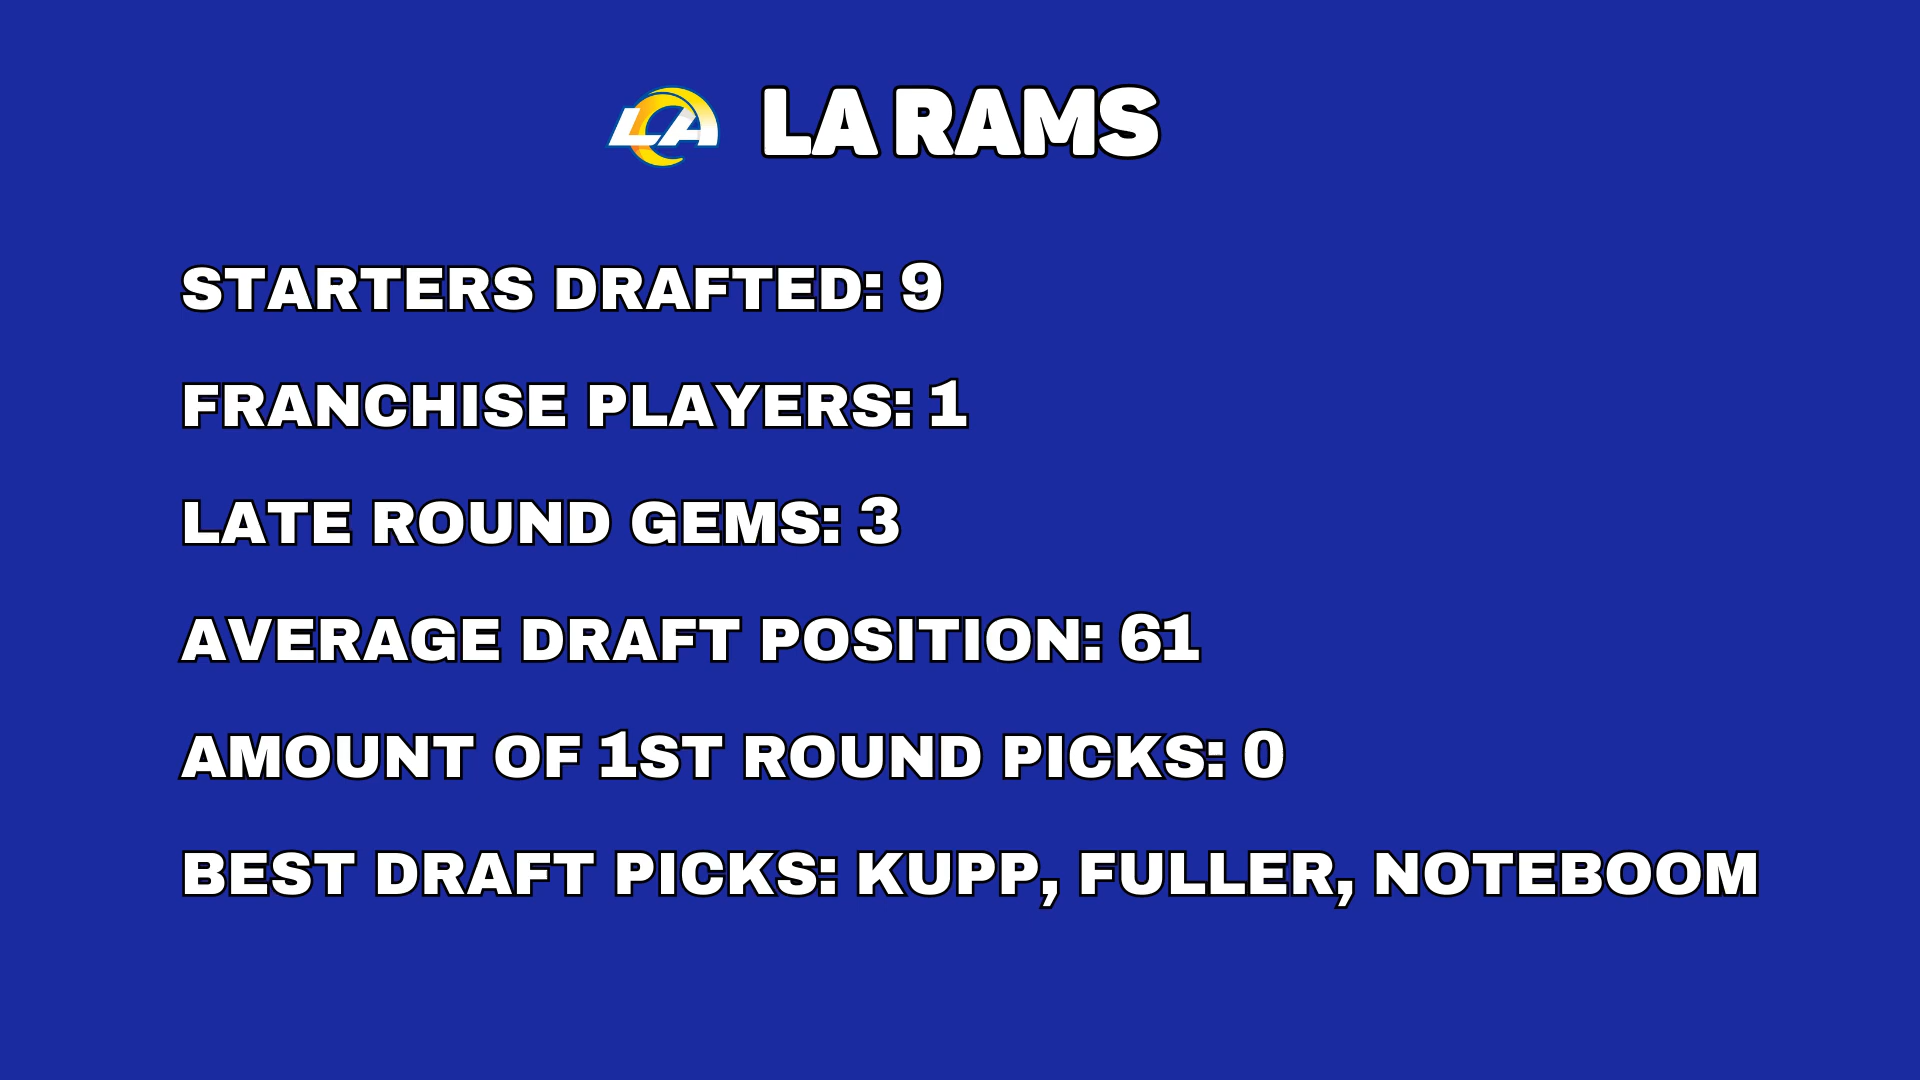 LA LA RAMS
STARTERS DRAFTED: 9
FRANCHISE PLAYERS: 1
LATE ROUND GEMS: 3
AVERAGE DRAFT POSITION: 61
AMOUNT OF 1ST ROUND PICKS: 0
BEST DRAFT PICKS: KUPP, FULLER, NOTEBOOM